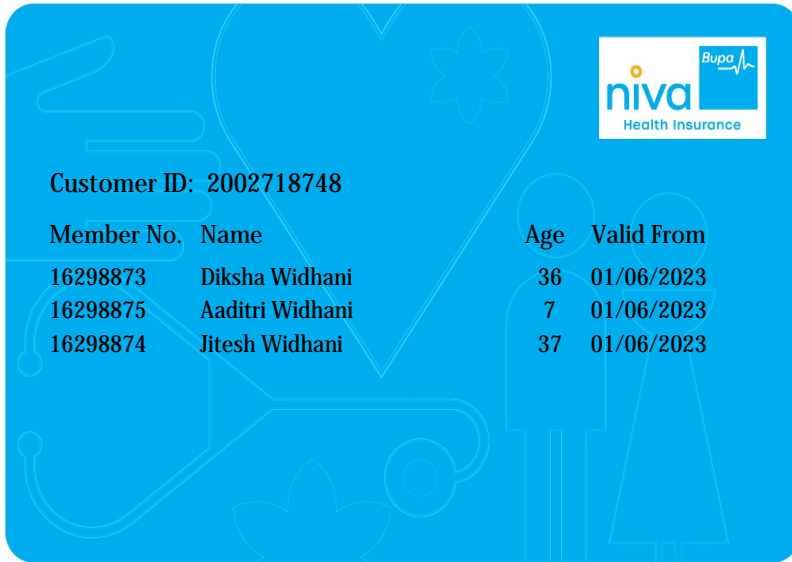 Bupa
niva
Health Insurance
Customer ID: 2002718748
Member No. Name Age Valid From
16298873 Diksha Widhani 36 01/06/2023
16298875 Aaditri Widhani 7 01/06/2023
16298874 Jitesh Widhani 37 01/06/2023